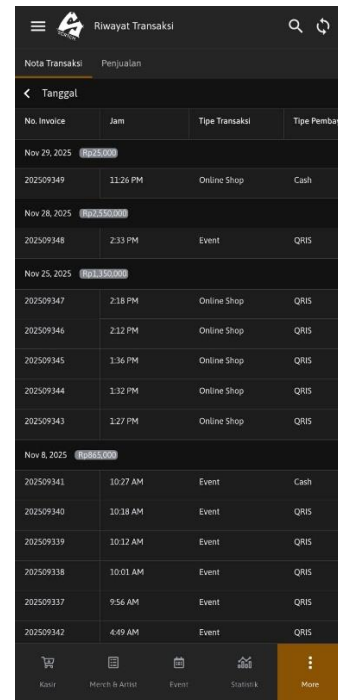 Riwayat Transaksi
Nota Transaksi Penjualan
Tanggal
No. Invoice Jam Tipe Transaksi Tipe Pemba
Nov 29, 2025 Rp25,000
202509349 11:26 PM Online Shop Cash
Nov 28, 2025 Rp2,550,000
202509348 2:33 PM Event QRIS
Nov 25, 2025 Rp1,350,000
202509347 2:18 PM Online Shop QRIS
202509346 2:12 PM Online Shop QRIS
202509345 1:36 PM Online Shop QRIS
202509344 1:32 PM Online Shop QRIS
202509343 1:27 PM Online Shop QRIS
Nov 8, 2025 Rp865,000
202509341 10:27 AM Event Cash
202509340 10:18 AM Event QRIS
202509339 10:12 AM Event QRIS
202509338 10:01 AM Event QRIS
202509337 9:56 AM Event QRIS
202509342 4:49 AM Event QRIS
Kasir Merch & Artist Event Statistik More